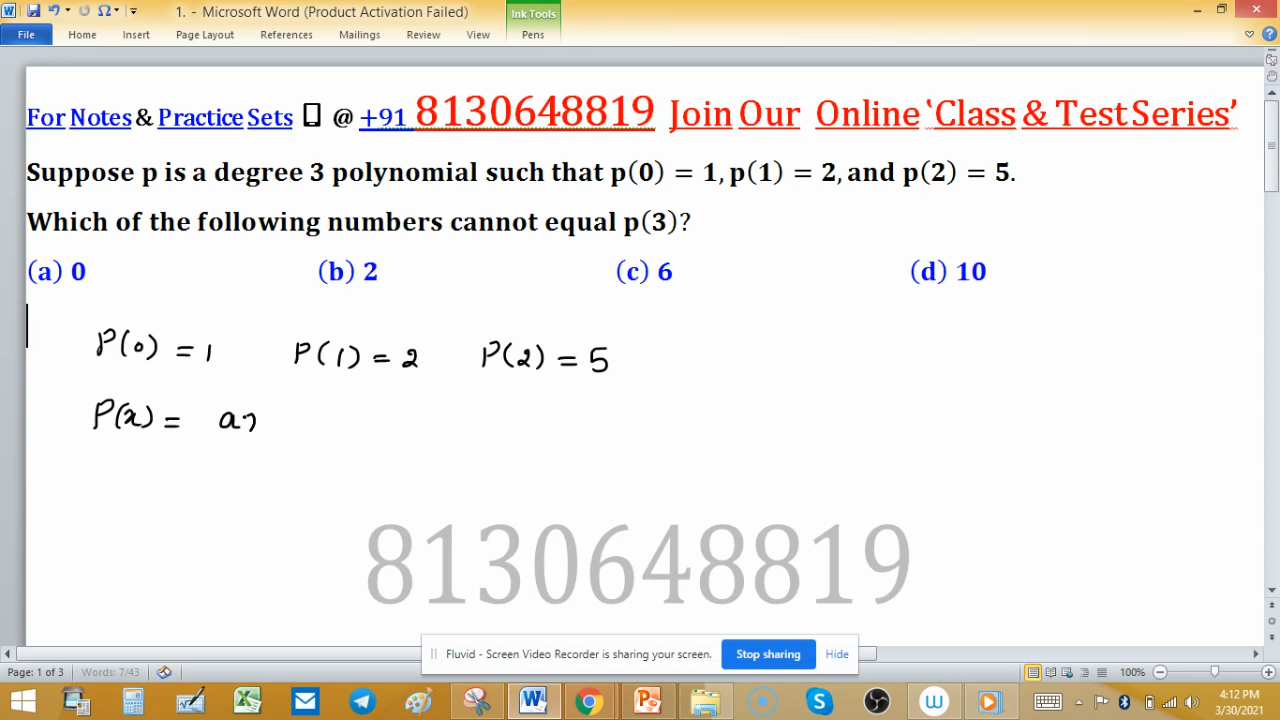 1. - Microsoft Word (Product Activation Failed)
Ink Tools
File Home Insert Page Layout References Mailings Review View Pens
For Notes & Practice Sets @ +91 8130648819 Join Our Online ‘Class & Test Series’
Suppose p is a degree 3 polynomial such that p(0) = 1, p(1) = 2, and p(2) = 5.
Which of the following numbers cannot equal p(3)?
(a) 0 (b) 2 (c) 6 (d) 10
P(0) = 1 P(1) = 2 P(2) = 5
P(x) = a
8130648819
Fluvid - Screen Video Recorder is sharing your screen. Stop sharing Hide
Page: 1 of 3 Words: 7/43 100%
4:12 PM
3/30/2021